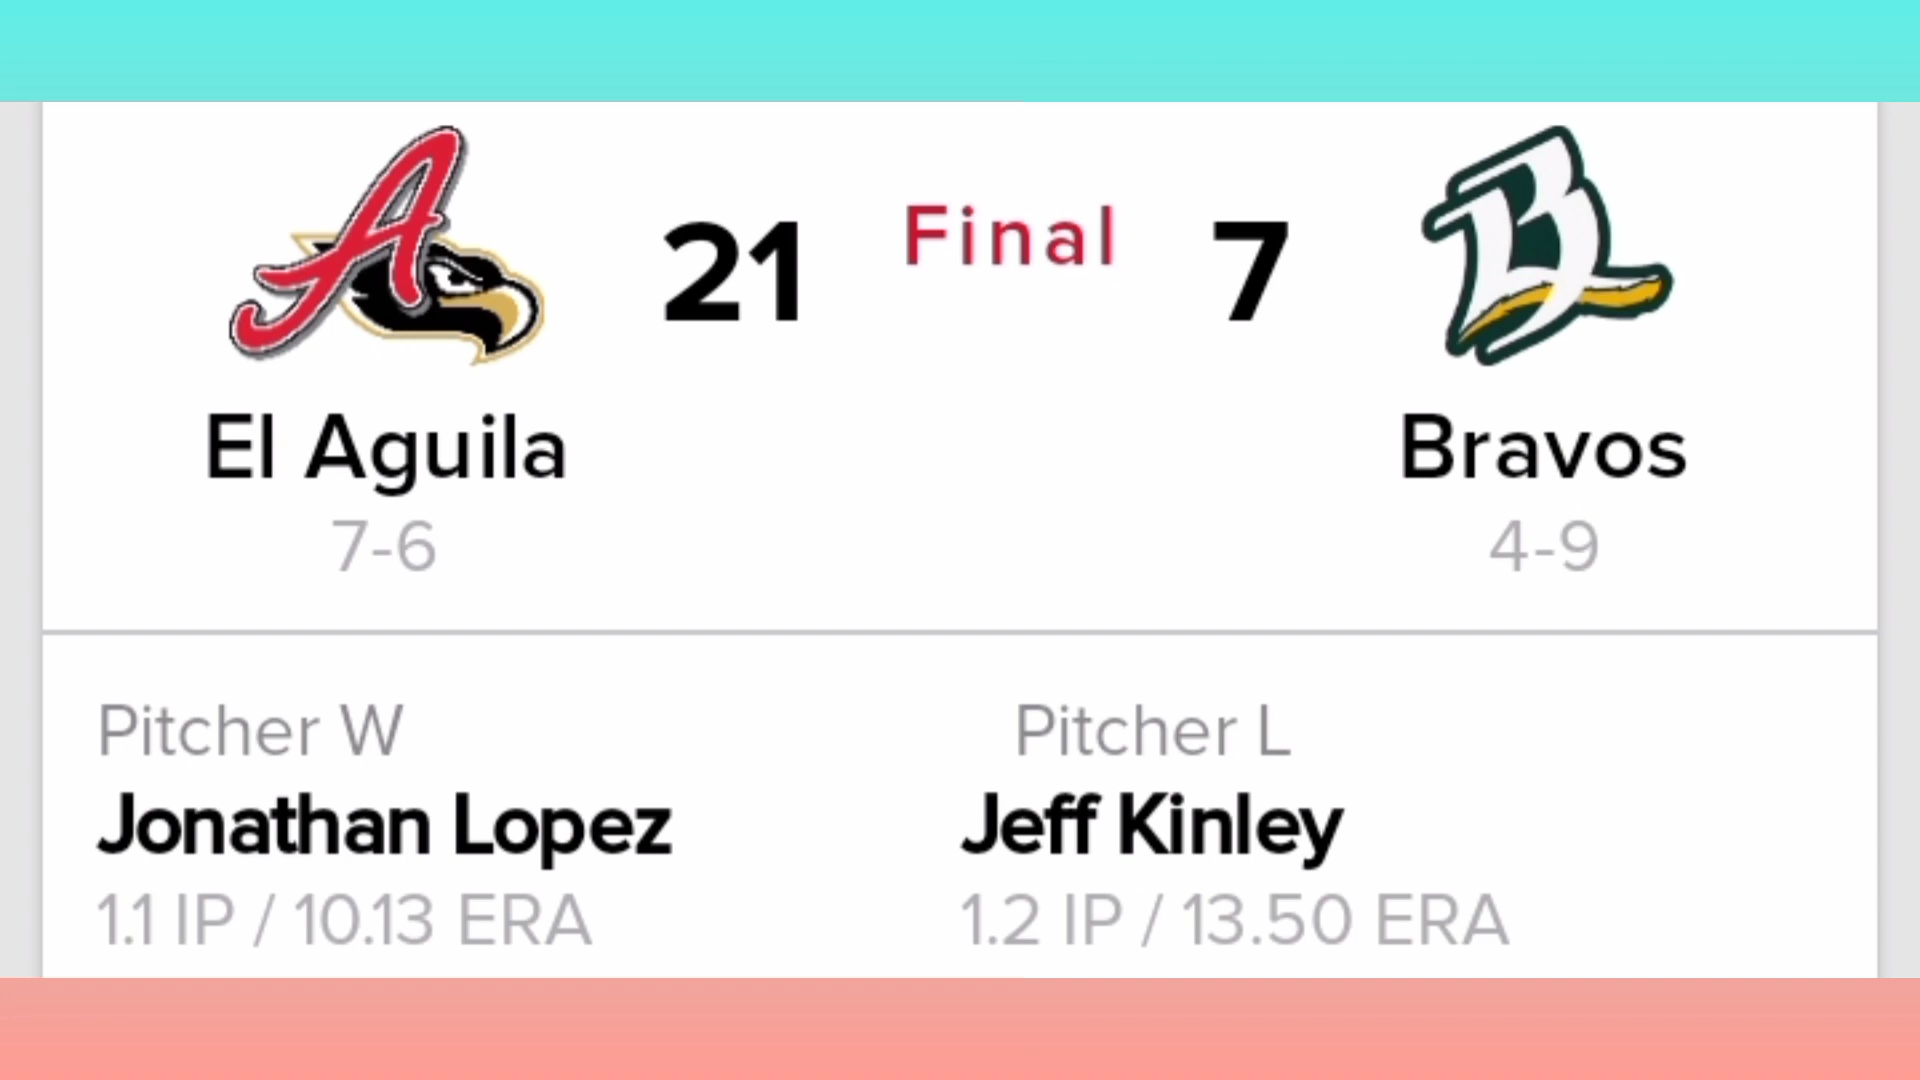 21 Final 7
El Aguila Bravos
7-6 4-9
Pitcher W Pitcher L
Jonathan Lopez Jeff Kinley
1.1 IP / 10.13 ERA 1.2 IP / 13.50 ERA